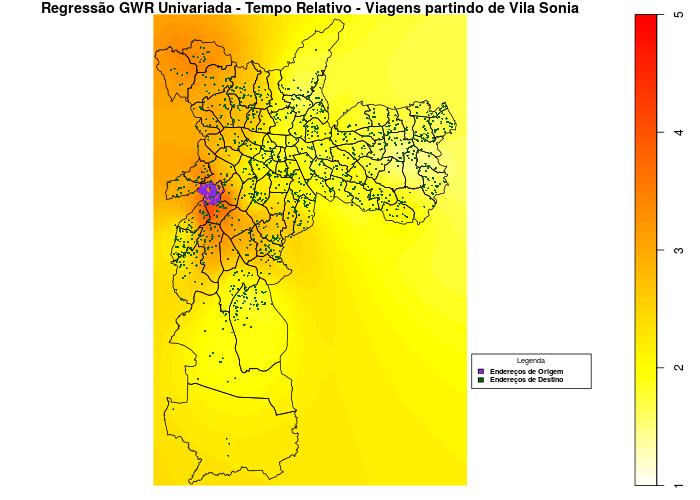 Regressão GWR Univariada - Tempo Relativo - Viagens partindo de Vila Sonia
5
4
3
2
1
Legenda
Endereços de Origem
Endereços de Destino